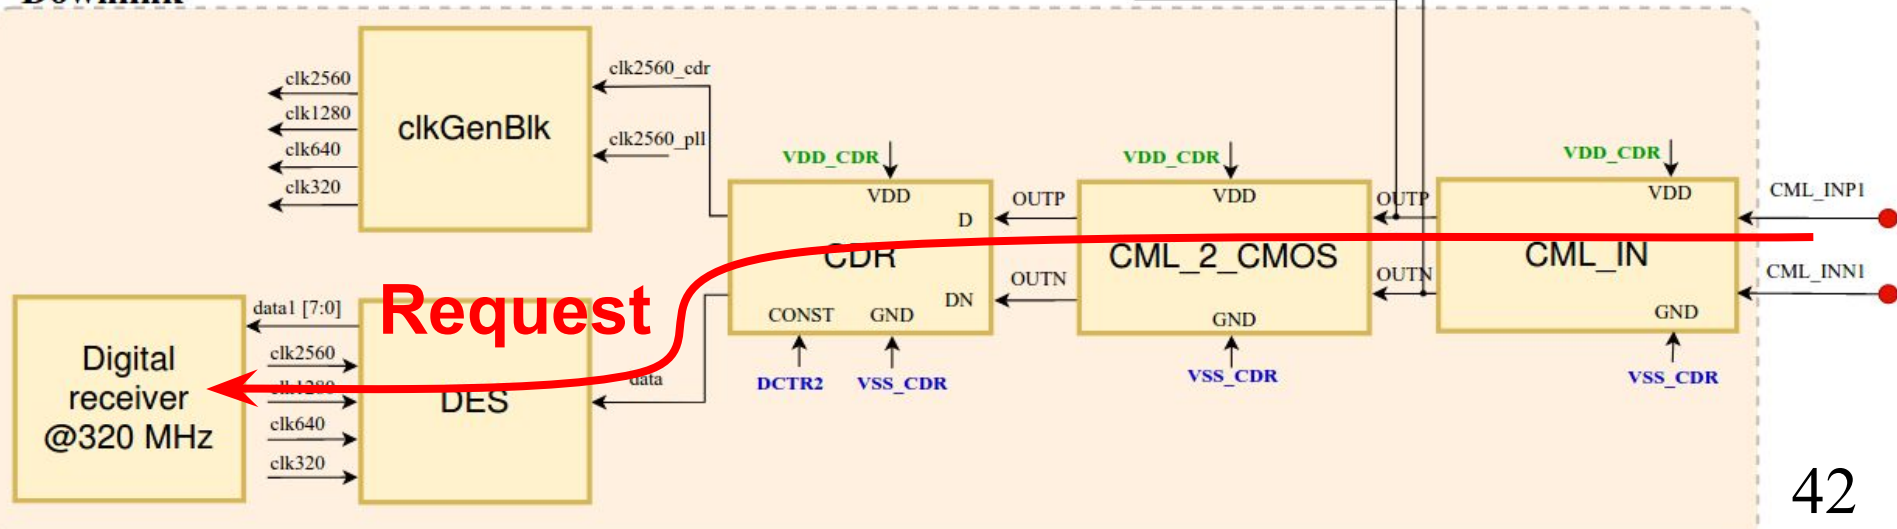 Downlink
clk2560
clk1280
clk640
clk320
clkGenBlk
clk2560_cdr
clk2560_pll
VDD_CDR
VDD
D
CDR
DN
CONST
GND
DCTR2
VSS_CDR
OUTP
OUTN
VDD_CDR
VDD
CML_2_CMOS
GND
VSS_CDR
OUTP
OUTN
VDD_CDR
VDD
CML_IN
GND
VSS_CDR
CML_INP1
CML_INN1
Request
Digital
receiver
@320 MHz
data1 [7:0]
clk2560
clk1280
clk640
clk320
DES
data
42